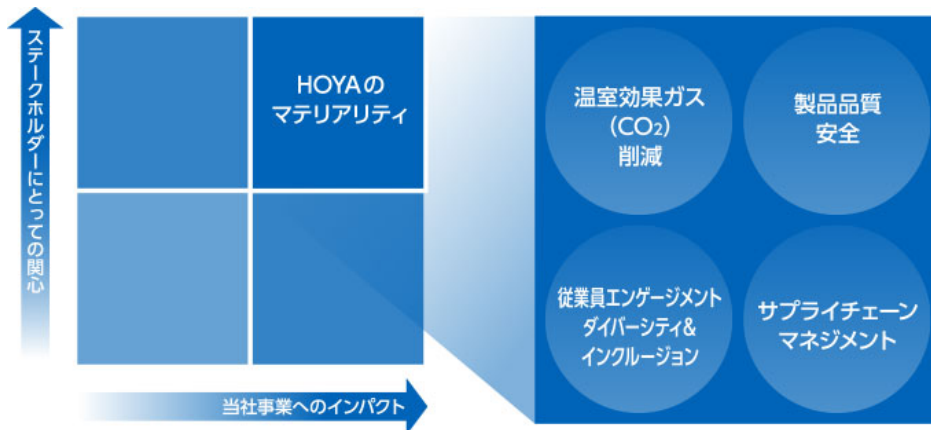 ステークホルダーにとっての関心
HOYAの
マテリアリティ
当社事業へのインパクト
温室効果ガス
(CO₂)
削減
製品品質
安全
従業員エンゲージメント
ダイバーシティ&
インクルージョン
サプライチェーン
マネジメント